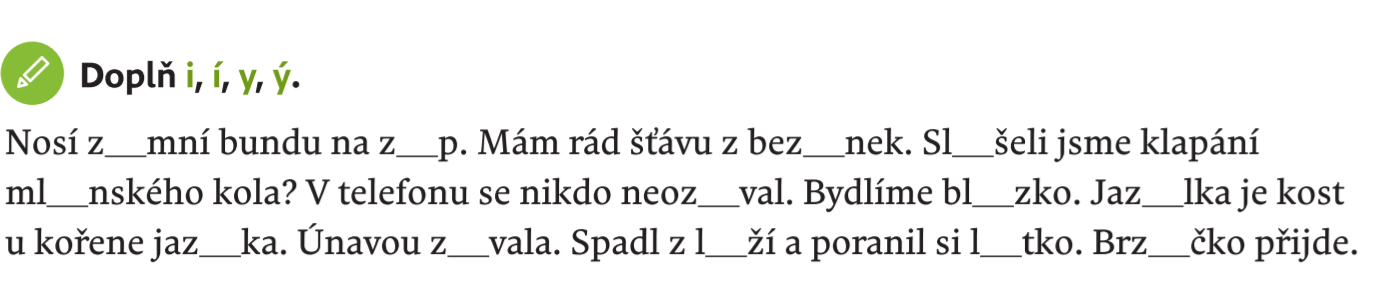 Doplň i, í, y, ý.
Nosí z__mní bundu na z__p. Mám rád šťávu z bez__nek. Sl__šeli jsme klapání
ml__nského kola? V telefonu se nikdo neoz__val. Bydlíme bl__zko. Jaz__lka je kost
u kořene jaz__ka. Únavou z__vala. Spadl z l__ží a poranil si l__tko. Brz__čko přijde.